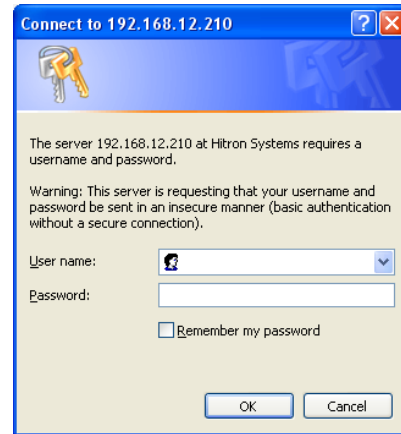 Connect to 192.168.12.210
The server 192.168.12.210 at Hitron Systems requires a
username and password.
Warning: This server is requesting that your username and
password be sent in an insecure manner (basic authentication
without a secure connection).
User name:
Password:
Remember my password
OK
Cancel